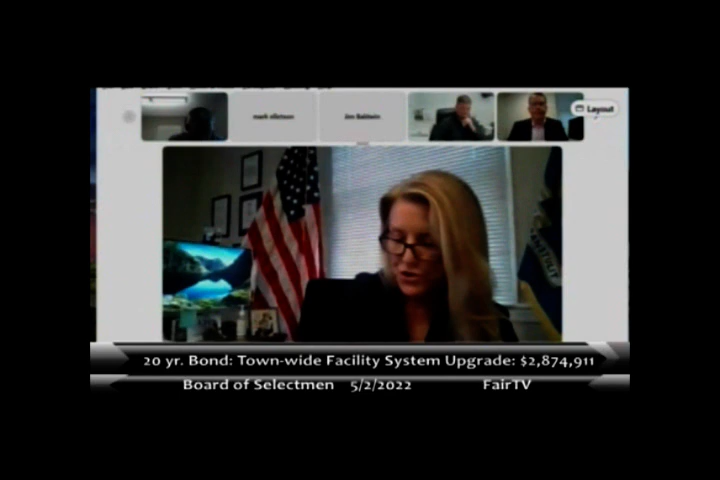 mark ellictson
Jim Baldwin
Layout
20 yr. Bond: Town-wide Facility System Upgrade: $2,874,911
Board of Selectmen 5/2/2022 FairTV